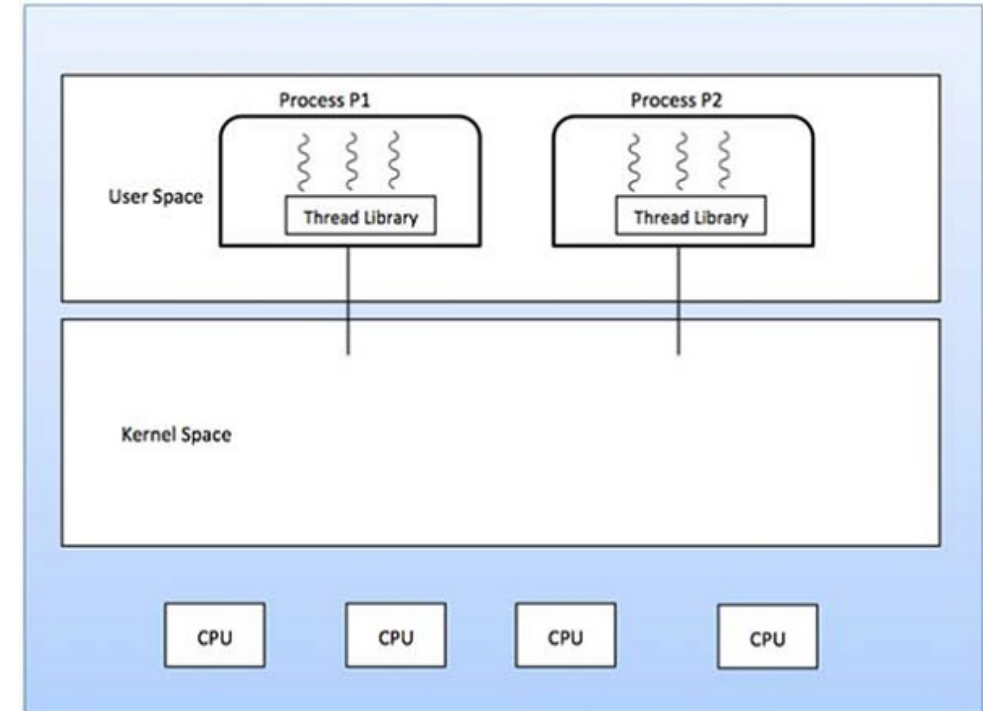 Process P1
Process P2
User Space
Thread Library
Thread Library
Kernel Space
CPU
CPU
CPU
CPU